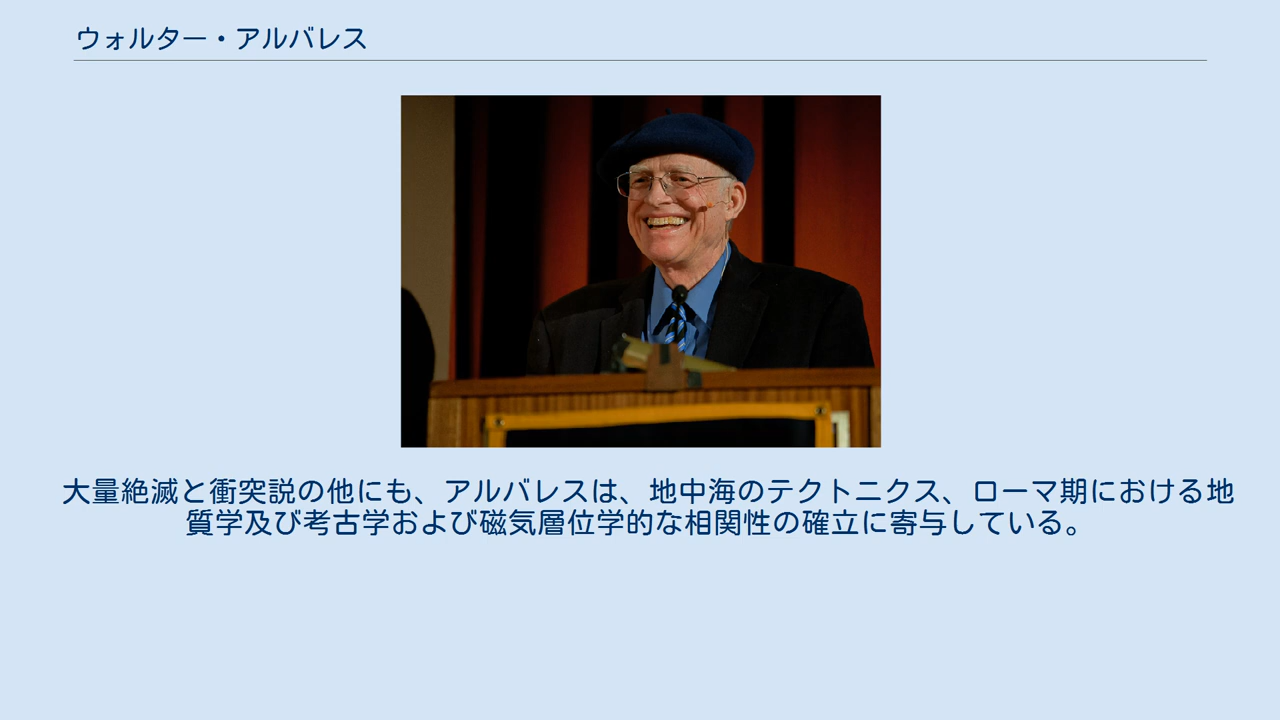 ウォルター・アルバレス
大量絶滅と衝突説の他にも、アルバレスは、地中海のテクトニクス、ローマ期における地
質学及び考古学および磁気層位学的な相関性の確立に寄与している。